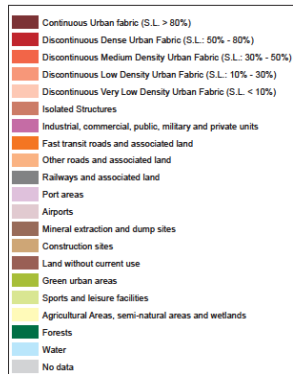 Continuous Urban fabric (S.L. > 80%)
Discontinuous Dense Urban Fabric (S.L.: 50% - 80%)
Discontinuous Medium Density Urban Fabric (S.L.: 30% - 50%)
Discontinuous Low Density Urban Fabric (S.L.: 10% - 30%)
Discontinuous Very Low Density Urban Fabric (S.L. < 10%)
Isolated Structures
Industrial, commercial, public, military and private units
Fast transit roads and associated land
Other roads and associated land
Railways and associated land
Port areas
Airports
Mineral extraction and dump sites
Construction sites
Land without current use
Green urban areas
Sports and leisure facilities
Agricultural Areas, semi-natural areas and wetlands
Forests
Water
No data